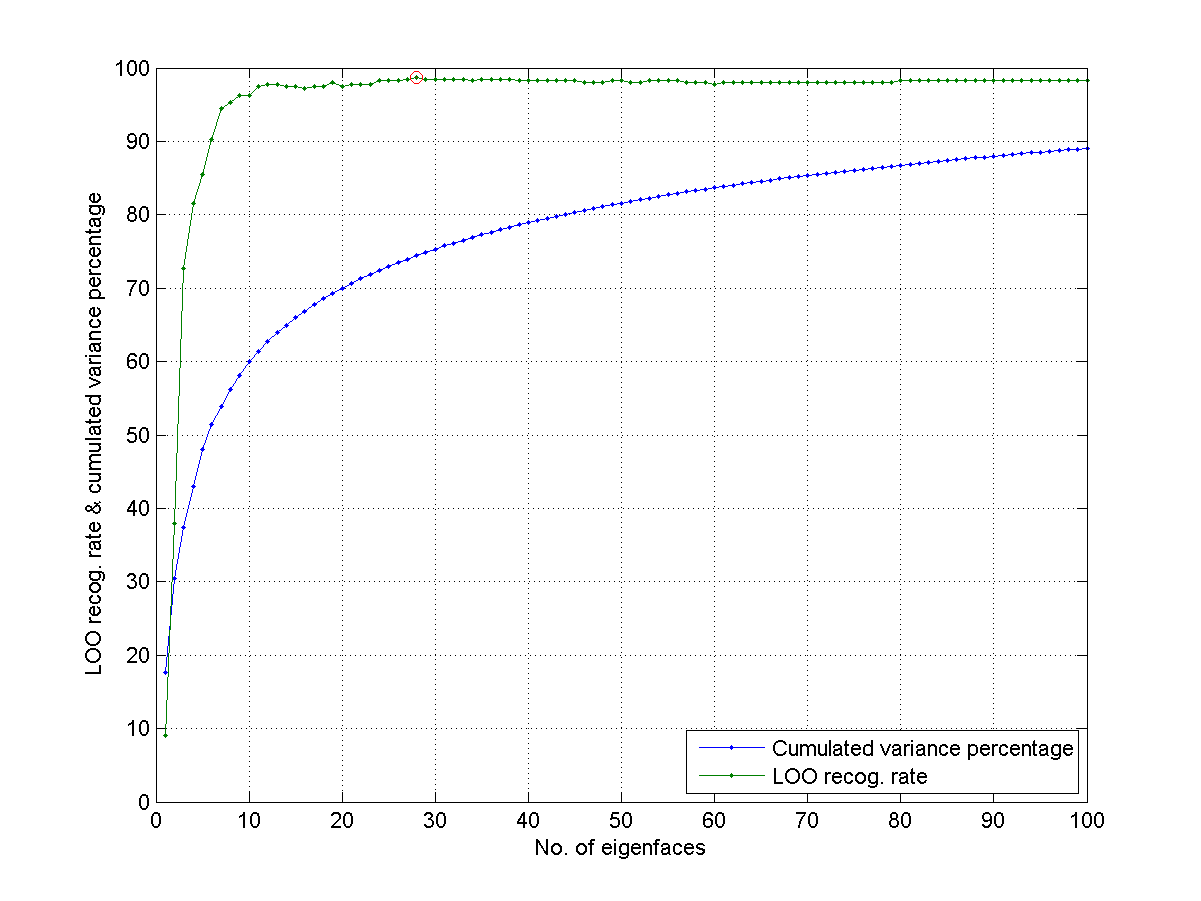 100
90
80
70
60
50
40
30
20
10
0
LOO recog. rate & cumulated variance percentage
Cumulated variance percentage
LOO recog. rate
0 10 20 30 40 50 60 70 80 90 100
No. of eigenfaces